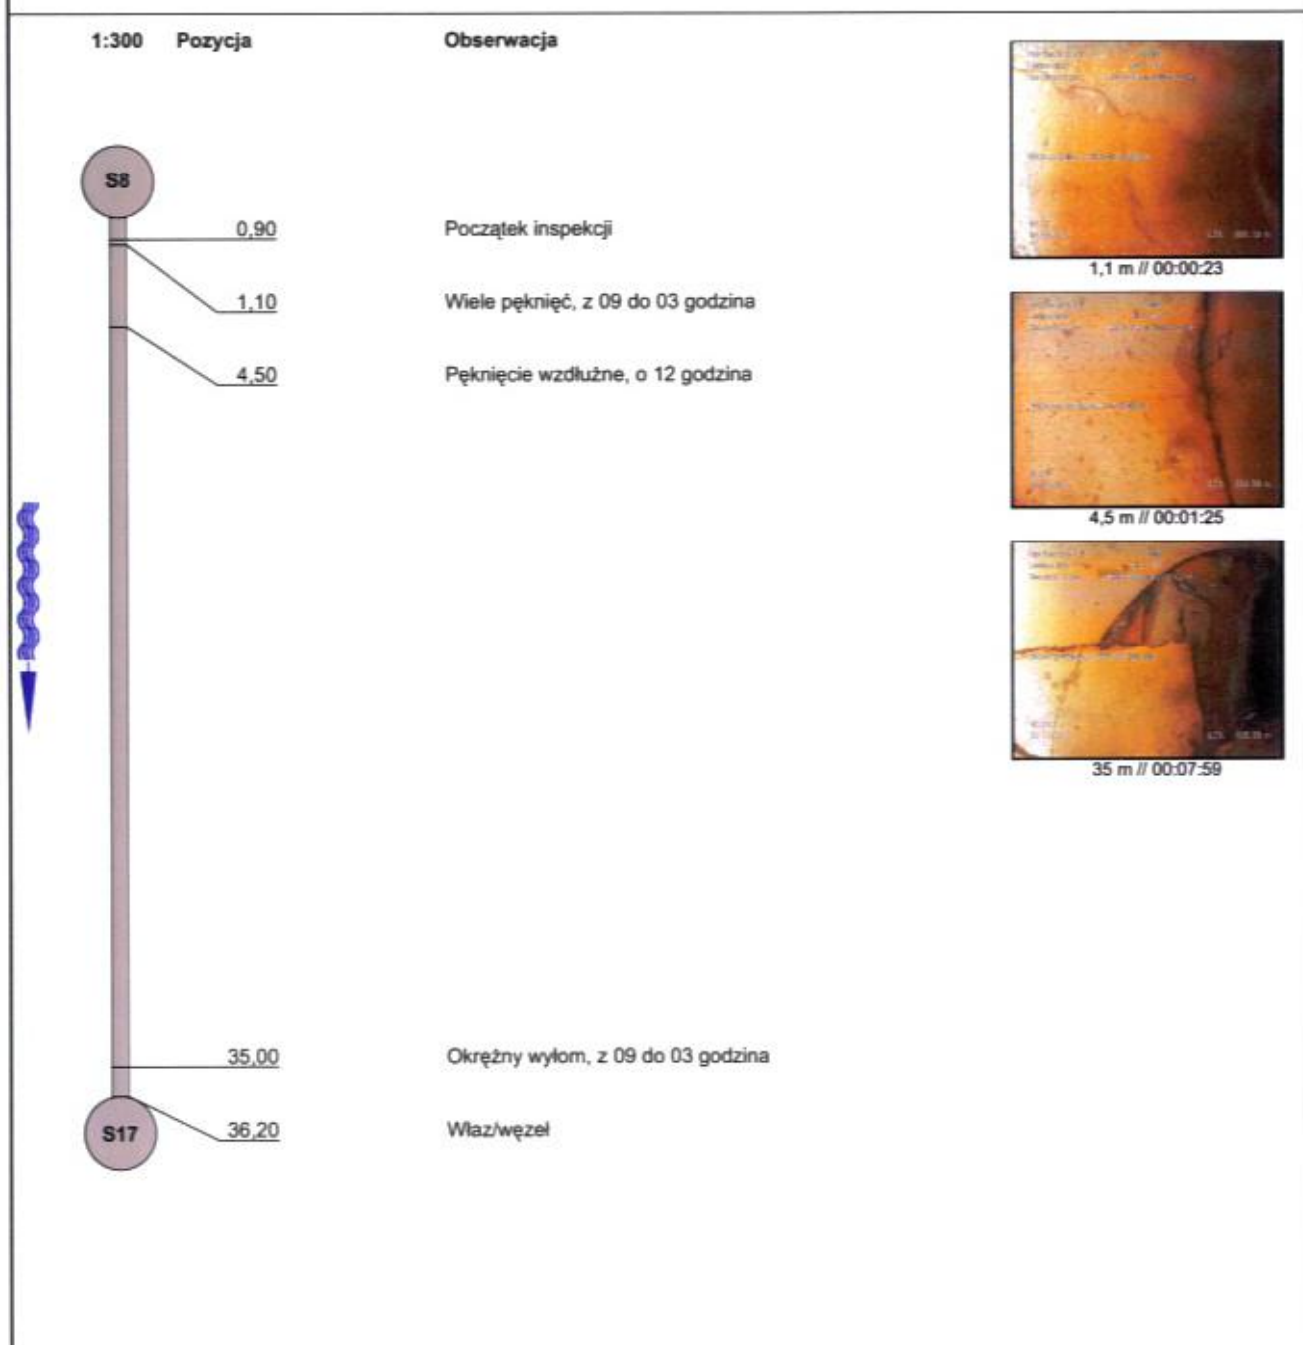 1:300 Pozycja Obserwacja
S8
0,90 Początek inspekcji
1,1 m // 00:00:23
1,10 Wiele pęknięć, z 09 do 03 godzina
4,50 Pęknięcie wzdłużne, o 12 godzina
4,5 m // 00:01:25
35 m // 00:07:59
35,00 Okrężny wyłom, z 09 do 03 godzina
S17
36,20 Właz/węzeł